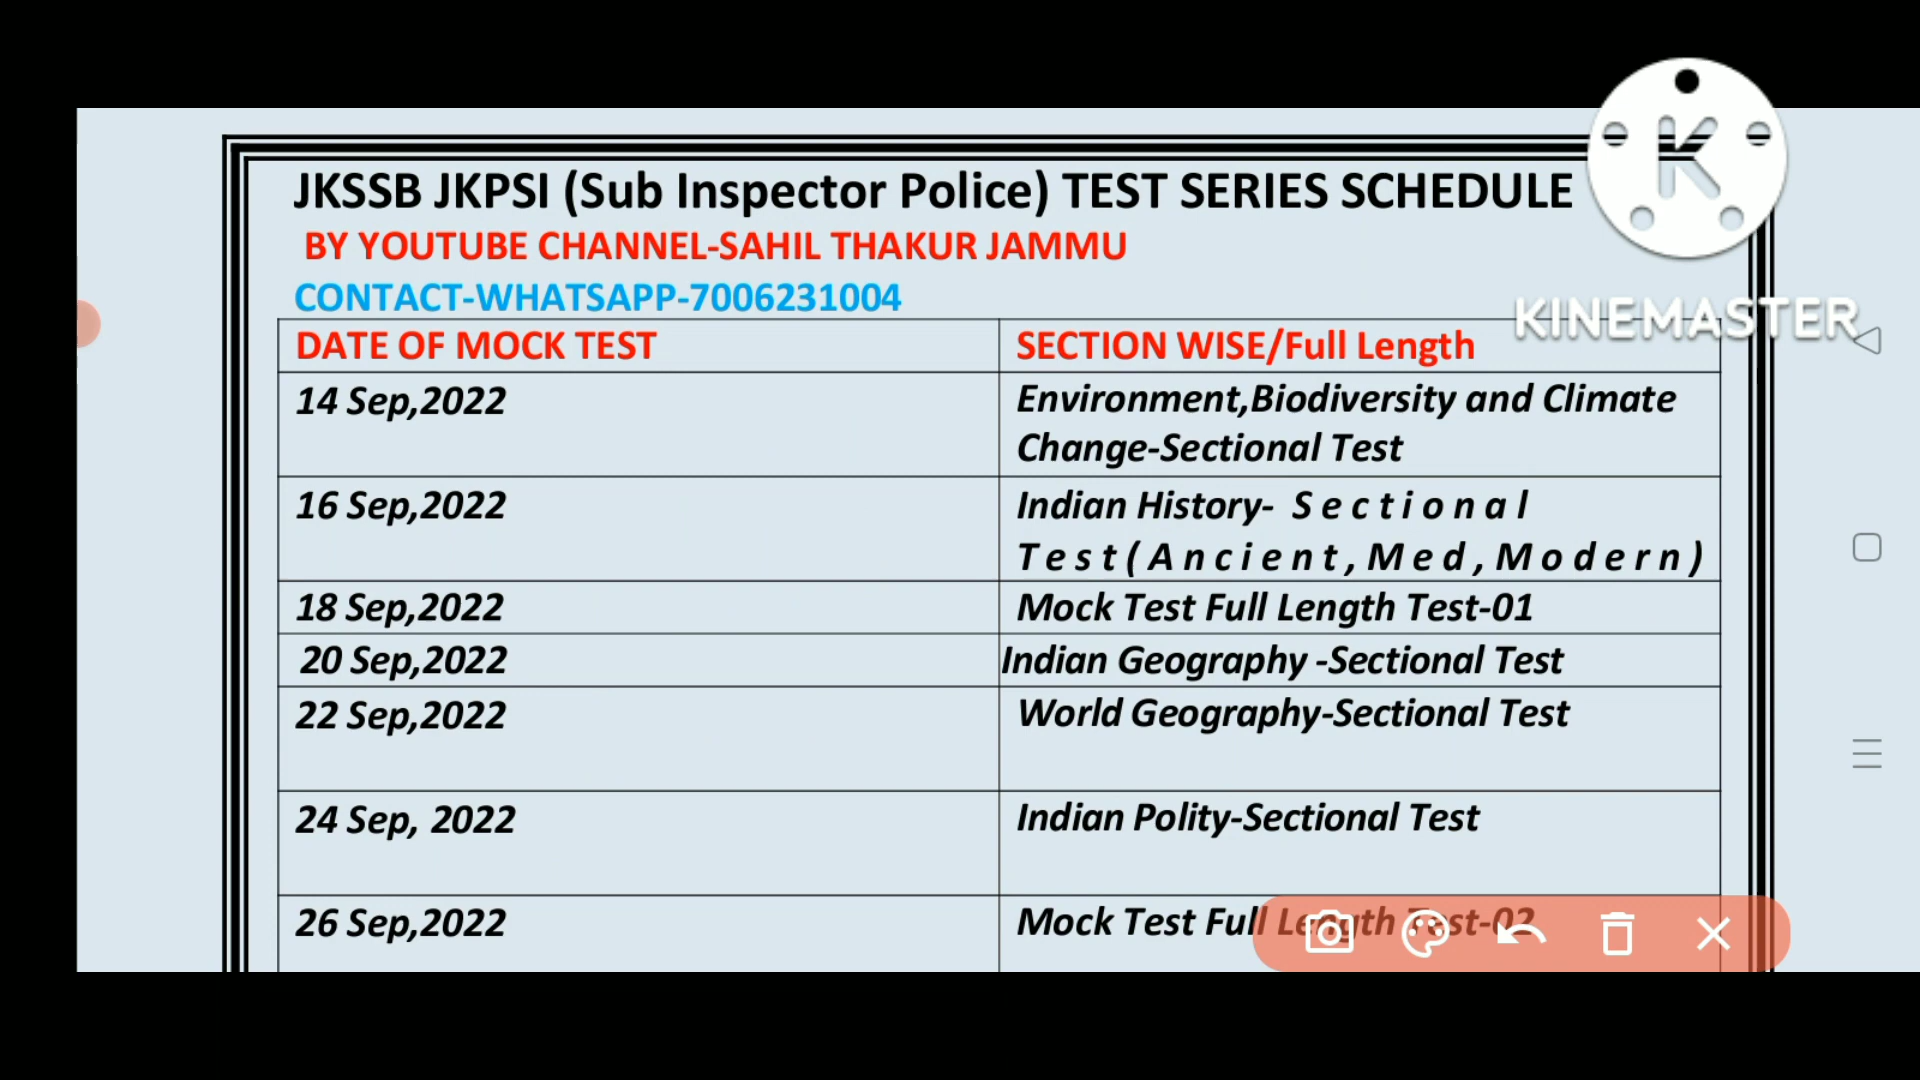 JKSSB JKPSI (Sub Inspector Police) TEST SERIES SCHEDULE
BY YOUTUBE CHANNEL-SAHIL THAKUR JAMMU
CONTACT-WHATSAPP-7006231004
KINEMASTER
DATE OF MOCK TEST SECTION WISE/Full Length
14 Sep,2022 Environment,Biodiversity and Climate
Change-Sectional Test
16 Sep,2022 Indian History- Sectional
Test(Ancient,Med,Modern)
18 Sep,2022 Mock Test Full Length Test-01
20 Sep,2022 Indian Geography -Sectional Test
22 Sep,2022 World Geography-Sectional Test
24 Sep, 2022 Indian Polity-Sectional Test
26 Sep,2022 Mock Test Full Length Test-02